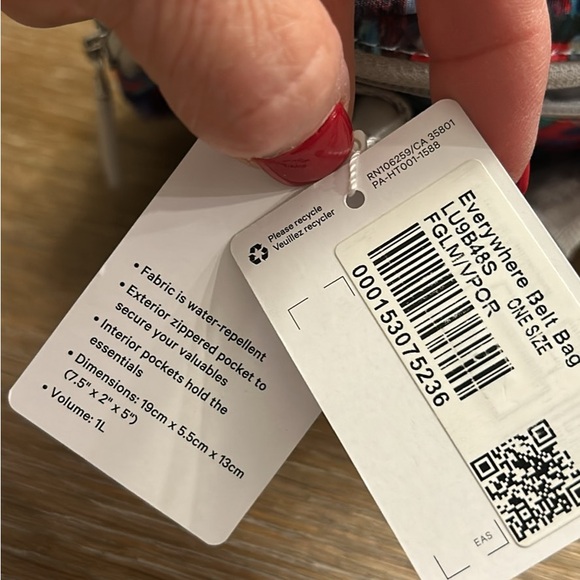 • Fabric is water-repellent
• Exterior zippered pocket to
secure your valuables
• Interior pockets hold the
essentials
• Dimensions: 19cm x 5.5cm x 13cm
(7.5" x 2" x 5")
• Volume: 1L
Please recycle
Veuillez recycler
RN106259/CA 35801
PA-HT001-1588
Everywhere Belt Bag
LU9B48S ONE SIZE
FGLM/VPOR
000153075236
EAS